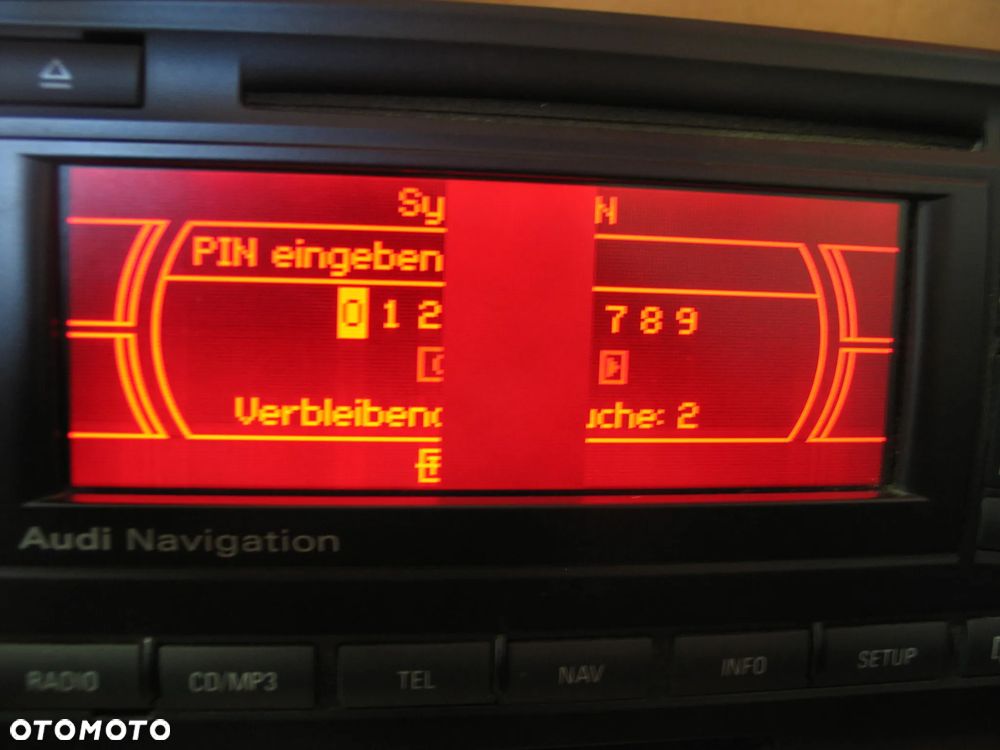 Sy N
PIN eingeben
0 1 2 7 8 9
Verbleiben uche: 2
Audi Navigation
RADIO CD/MP3 TEL NAV INFO SETUP
OTOMOTO